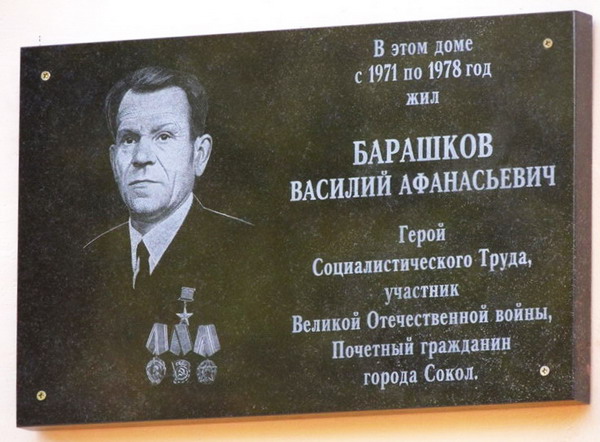 В этом доме
с 1971 по 1978 год
жил
БАРАШКОВ
ВАСИЛИЙ АФАНАСЬЕВИЧ
Герой
Социалистического Труда,
участник
Великой Отечественной войны,
Почетный гражданин
города Сокол.